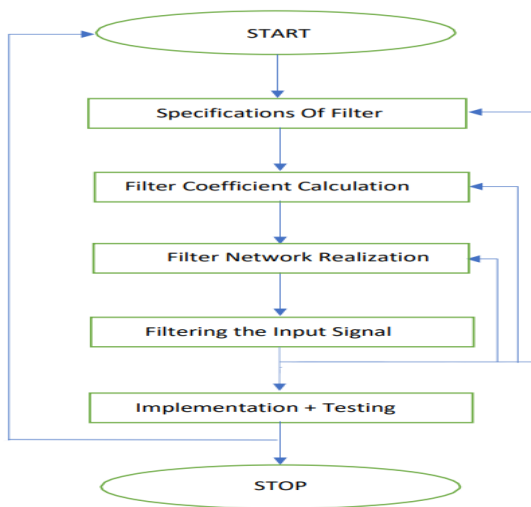 START
Specifications Of Filter
Filter Coefficient Calculation
Filter Network Realization
Filtering the Input Signal
Implementation + Testing
STOP